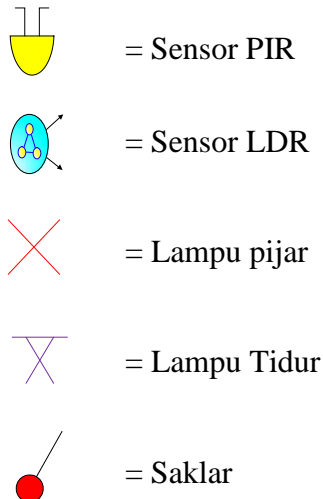 = Sensor PIR
= Sensor LDR
= Lampu pijar
= Lampu Tidur
= Saklar